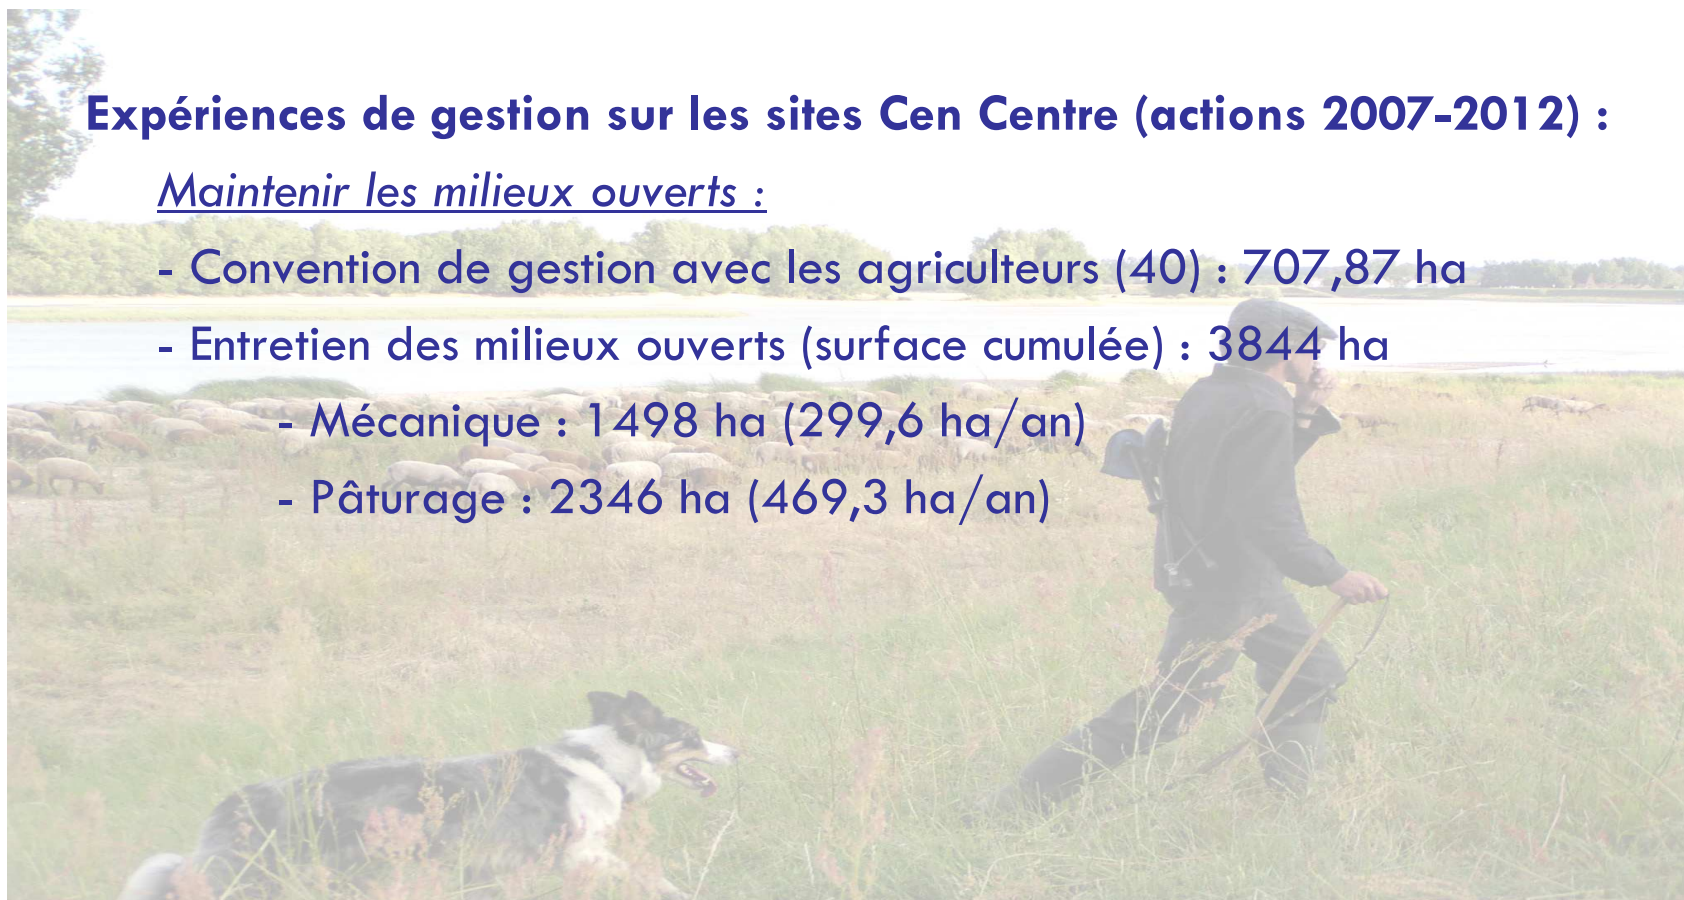 Expériences de gestion sur les sites Cen Centre (actions 2007-2012) :
Maintenir les milieux ouverts :
- Convention de gestion avec les agriculteurs (40) : 707,87 ha
- Entretien des milieux ouverts (surface cumulée) : 3844 ha
- Mécanique : 1498 ha (299,6 ha/an)
- Pâturage : 2346 ha (469,3 ha/an)